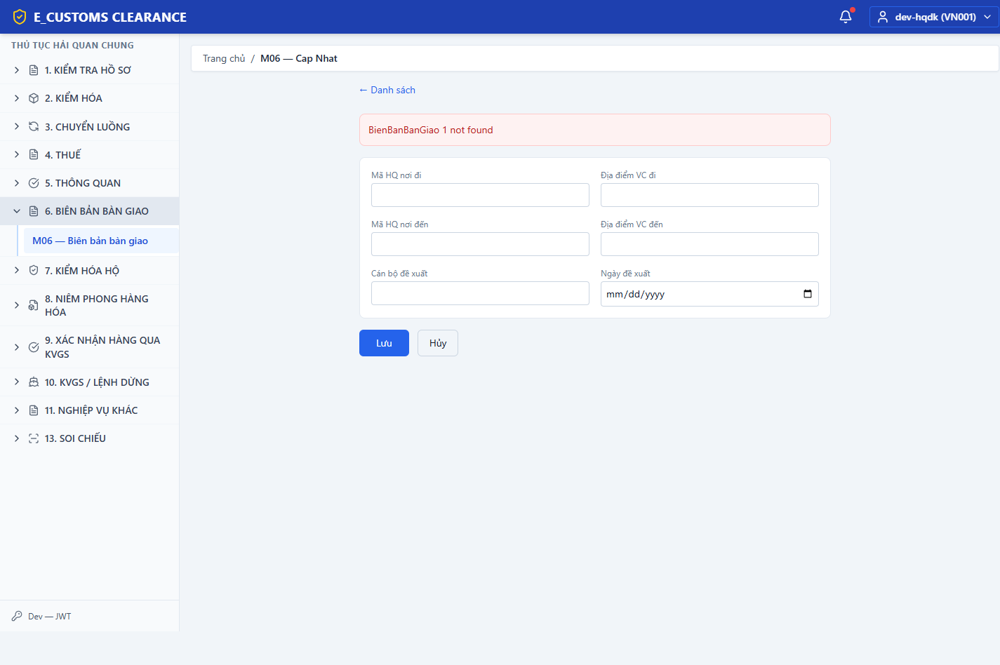 E_CUSTOMS CLEARANCE
dev-hqdk (VN001)
THỦ TỤC HẢI QUAN CHUNG
1. KIỂM TRA HỒ SƠ
2. KIỂM HÓA
3. CHUYỂN LUỒNG
4. THUẾ
5. THÔNG QUAN
6. BIÊN BẢN BÀN GIAO
M06 — Biên bản bàn giao
7. KIỂM HÓA HỘ
8. NIÊM PHONG HÀNG
HÓA
9. XÁC NHẬN HÀNG QUA
KVGS
10. KVGS / LỆNH DỪNG
11. NGHIỆP VỤ KHÁC
13. SOI CHIẾU
Dev — JWT
Trang chủ / M06 — Cap Nhat
← Danh sách
BienBanBanGiao 1 not found
Mã HQ nơi đi
Địa điểm VC đi
Mã HQ nơi đến
Địa điểm VC đến
Cán bộ đề xuất
Ngày đề xuất
mm/dd/yyyy
Lưu
Hủy